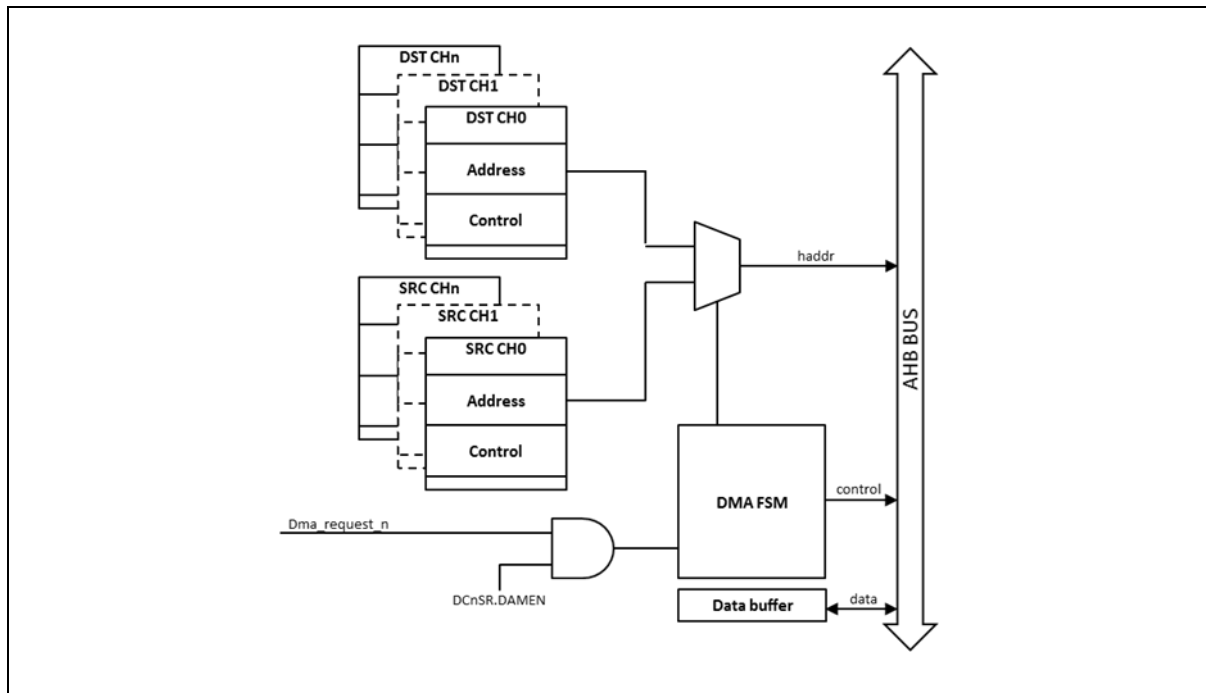 DST CHn
DST CH1
DST CH0
Address
Control
SRC CHn
SRC CH1
SRC CH0
Address
Control
haddr
AHB BUS
DMA FSM
control
Dma_request_n
DCnSR.DAMEN
Data buffer
data